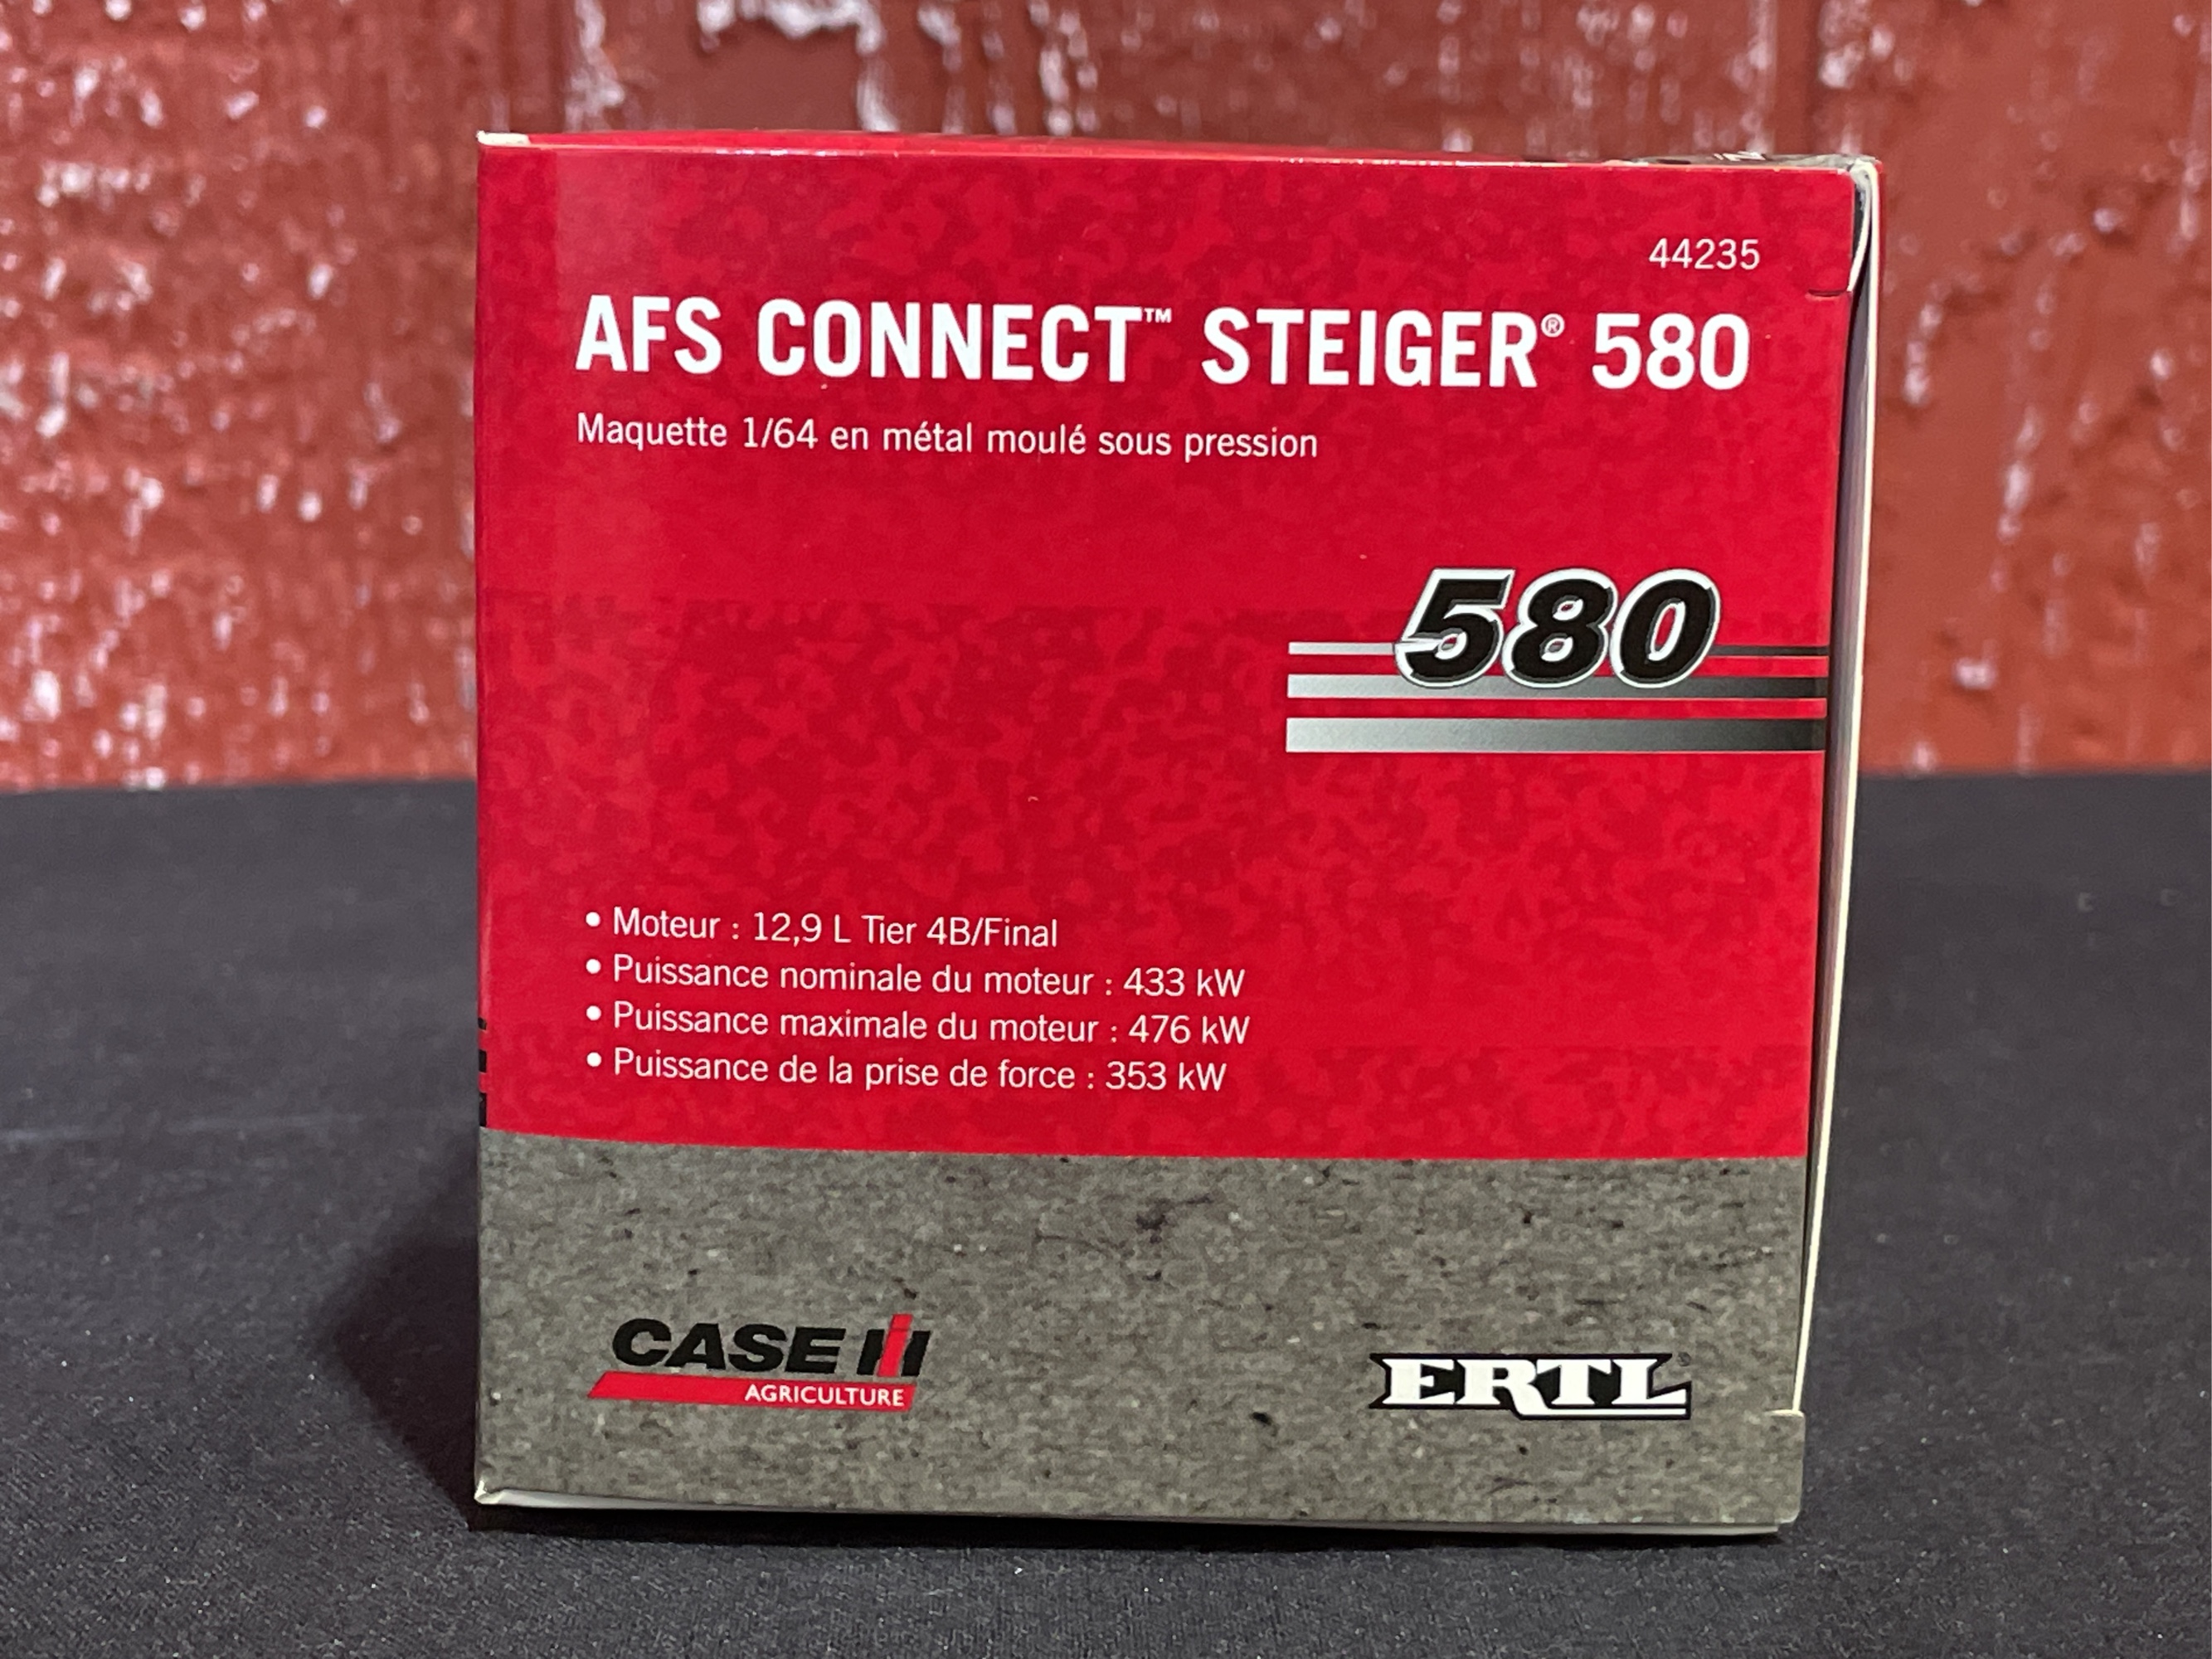 44235
AFS CONNECT™ STEIGER® 580
Maquette 1/64 en métal moulé sous pression
580
• Moteur : 12,9 L Tier 4B/Final
• Puissance nominale du moteur : 433 kW
• Puissance maximale du moteur : 476 kW
• Puissance de la prise de force : 353 kW
CASE IH
AGRICULTURE
ERTL